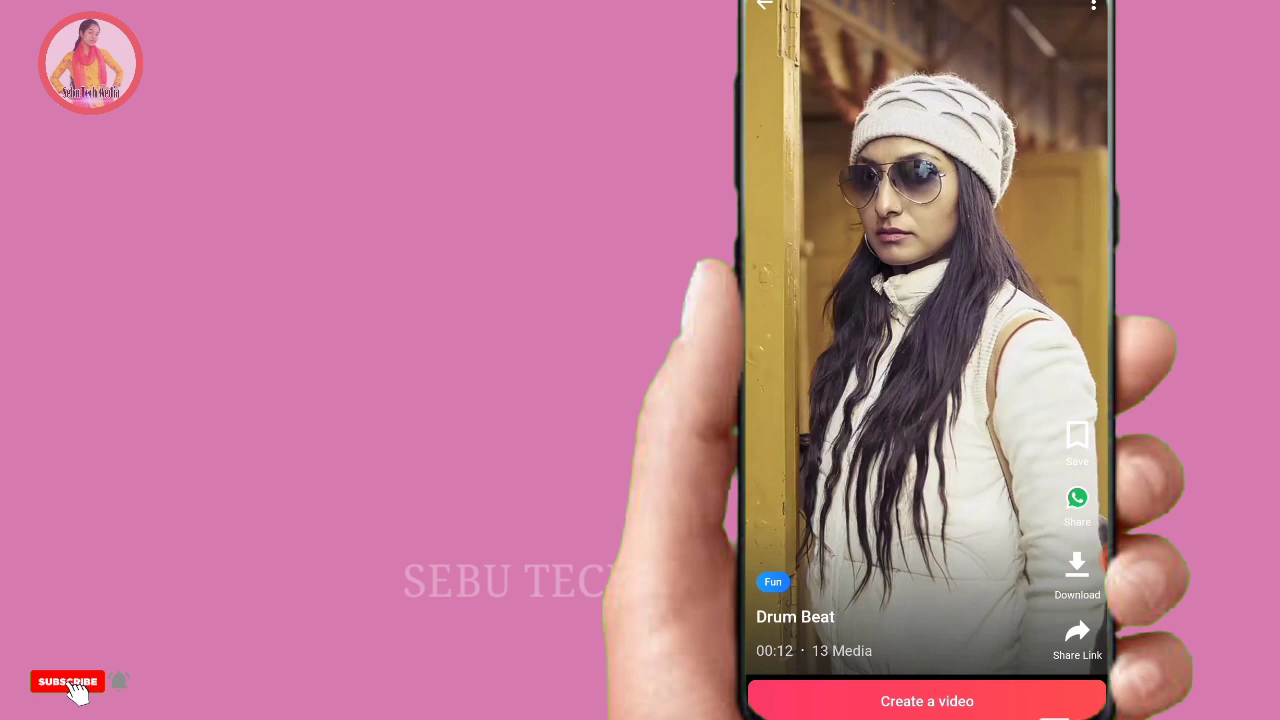 Sebu Tech Media
Save
Share
SEBU TEC
Fun
Download
Drum Beat
00:12 · 13 Media
Share Link
SUBSCRIBE
Create a video